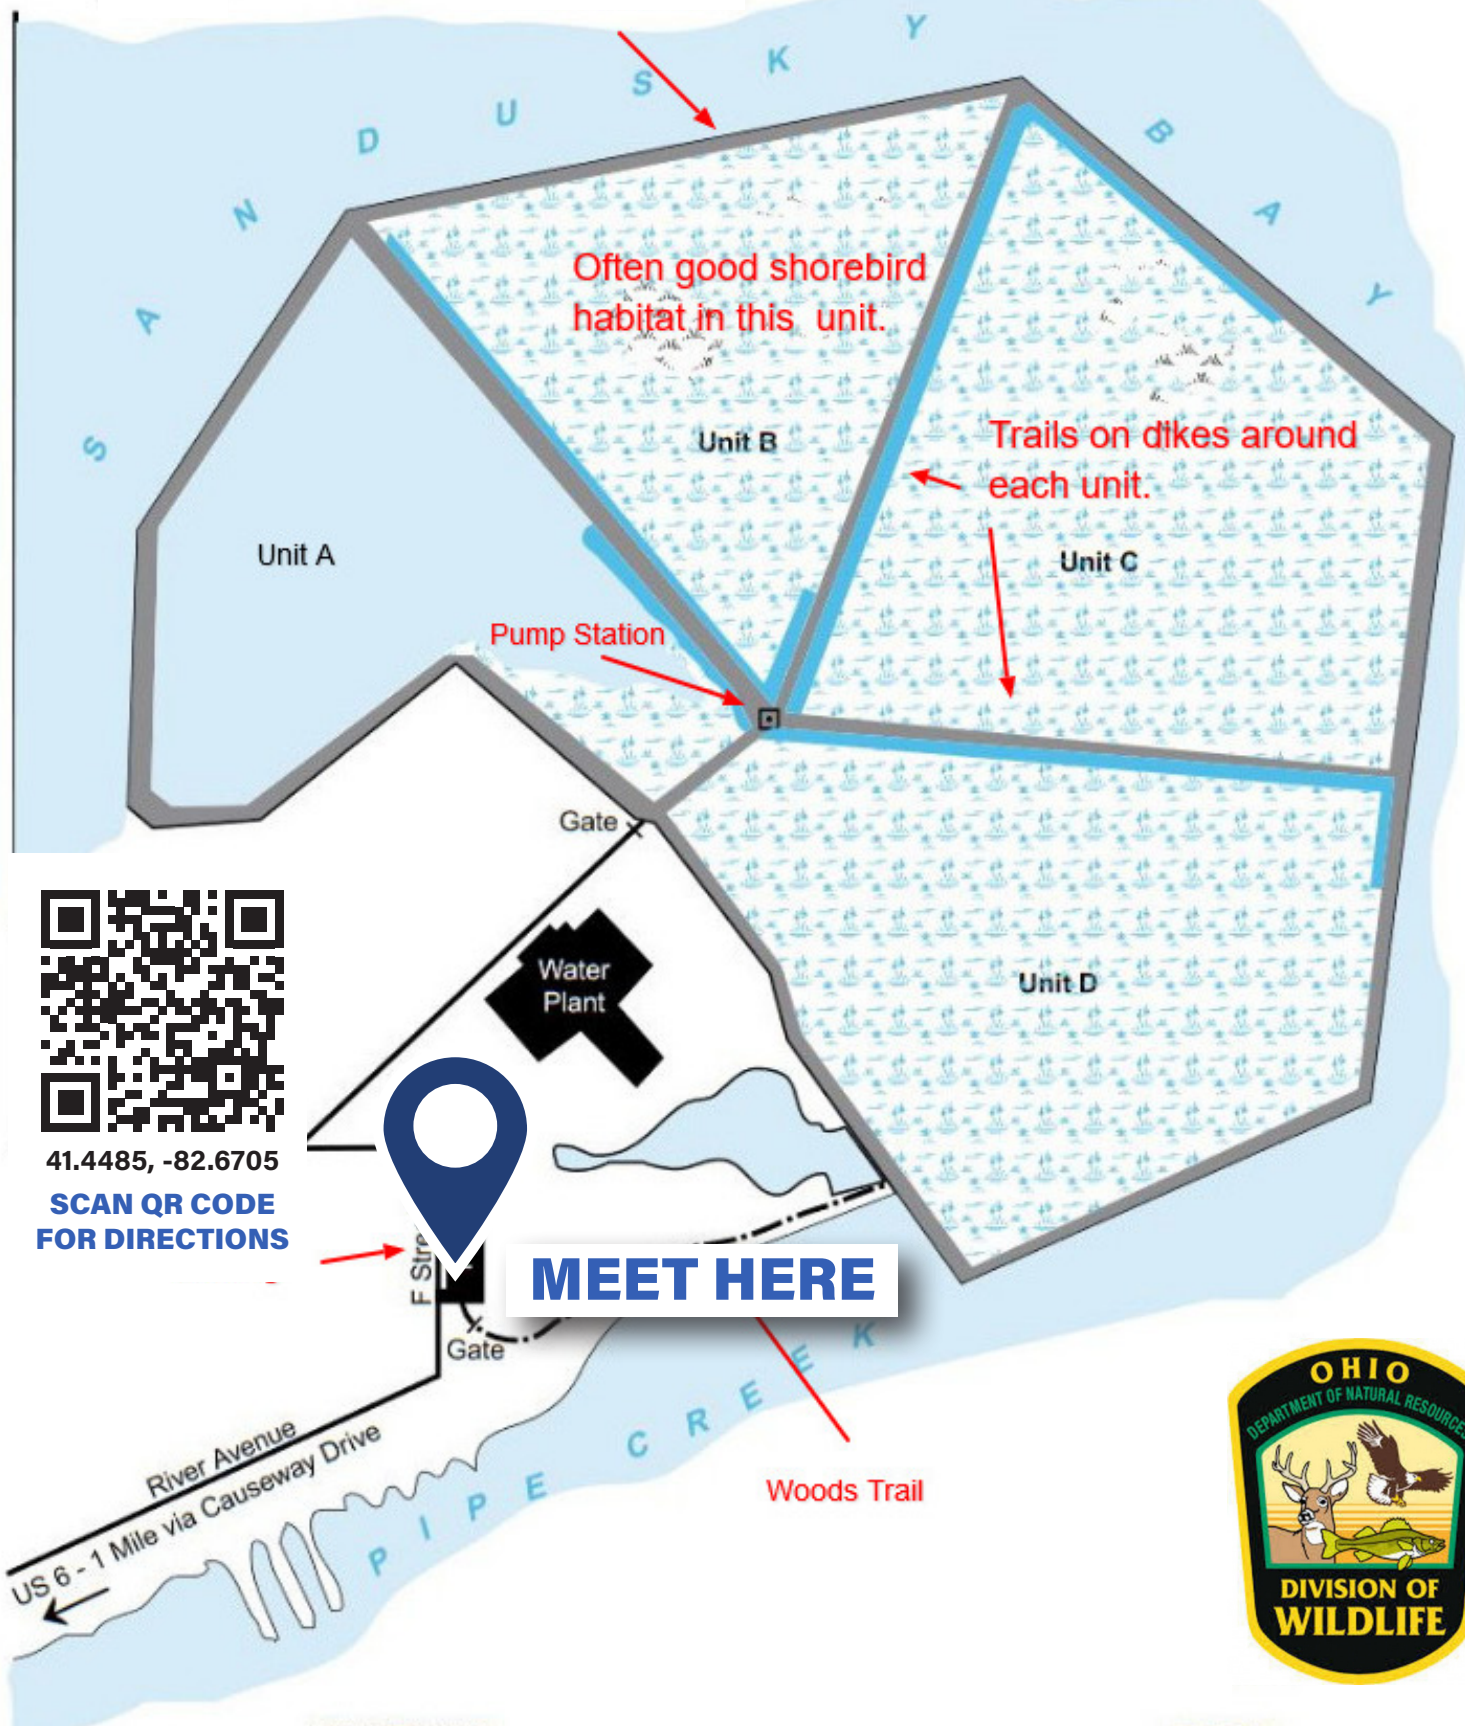 SANDUSKY BAY
Often good shorebird
habitat in this unit.
Unit B
Trails on dikes around
each unit.
Unit A
Unit C
Pump Station
Gate
Water
Plant
Unit D
41.4485, -82.6705
SCAN QR CODE
FOR DIRECTIONS
F Stre
MEET HERE
Gate
PIPE CREEK
River Avenue
US 6 - 1 Mile via Causeway Drive
Woods Trail
OHIO
DEPARTMENT OF NATURAL RESOURCES
DIVISION OF
WILDLIFE